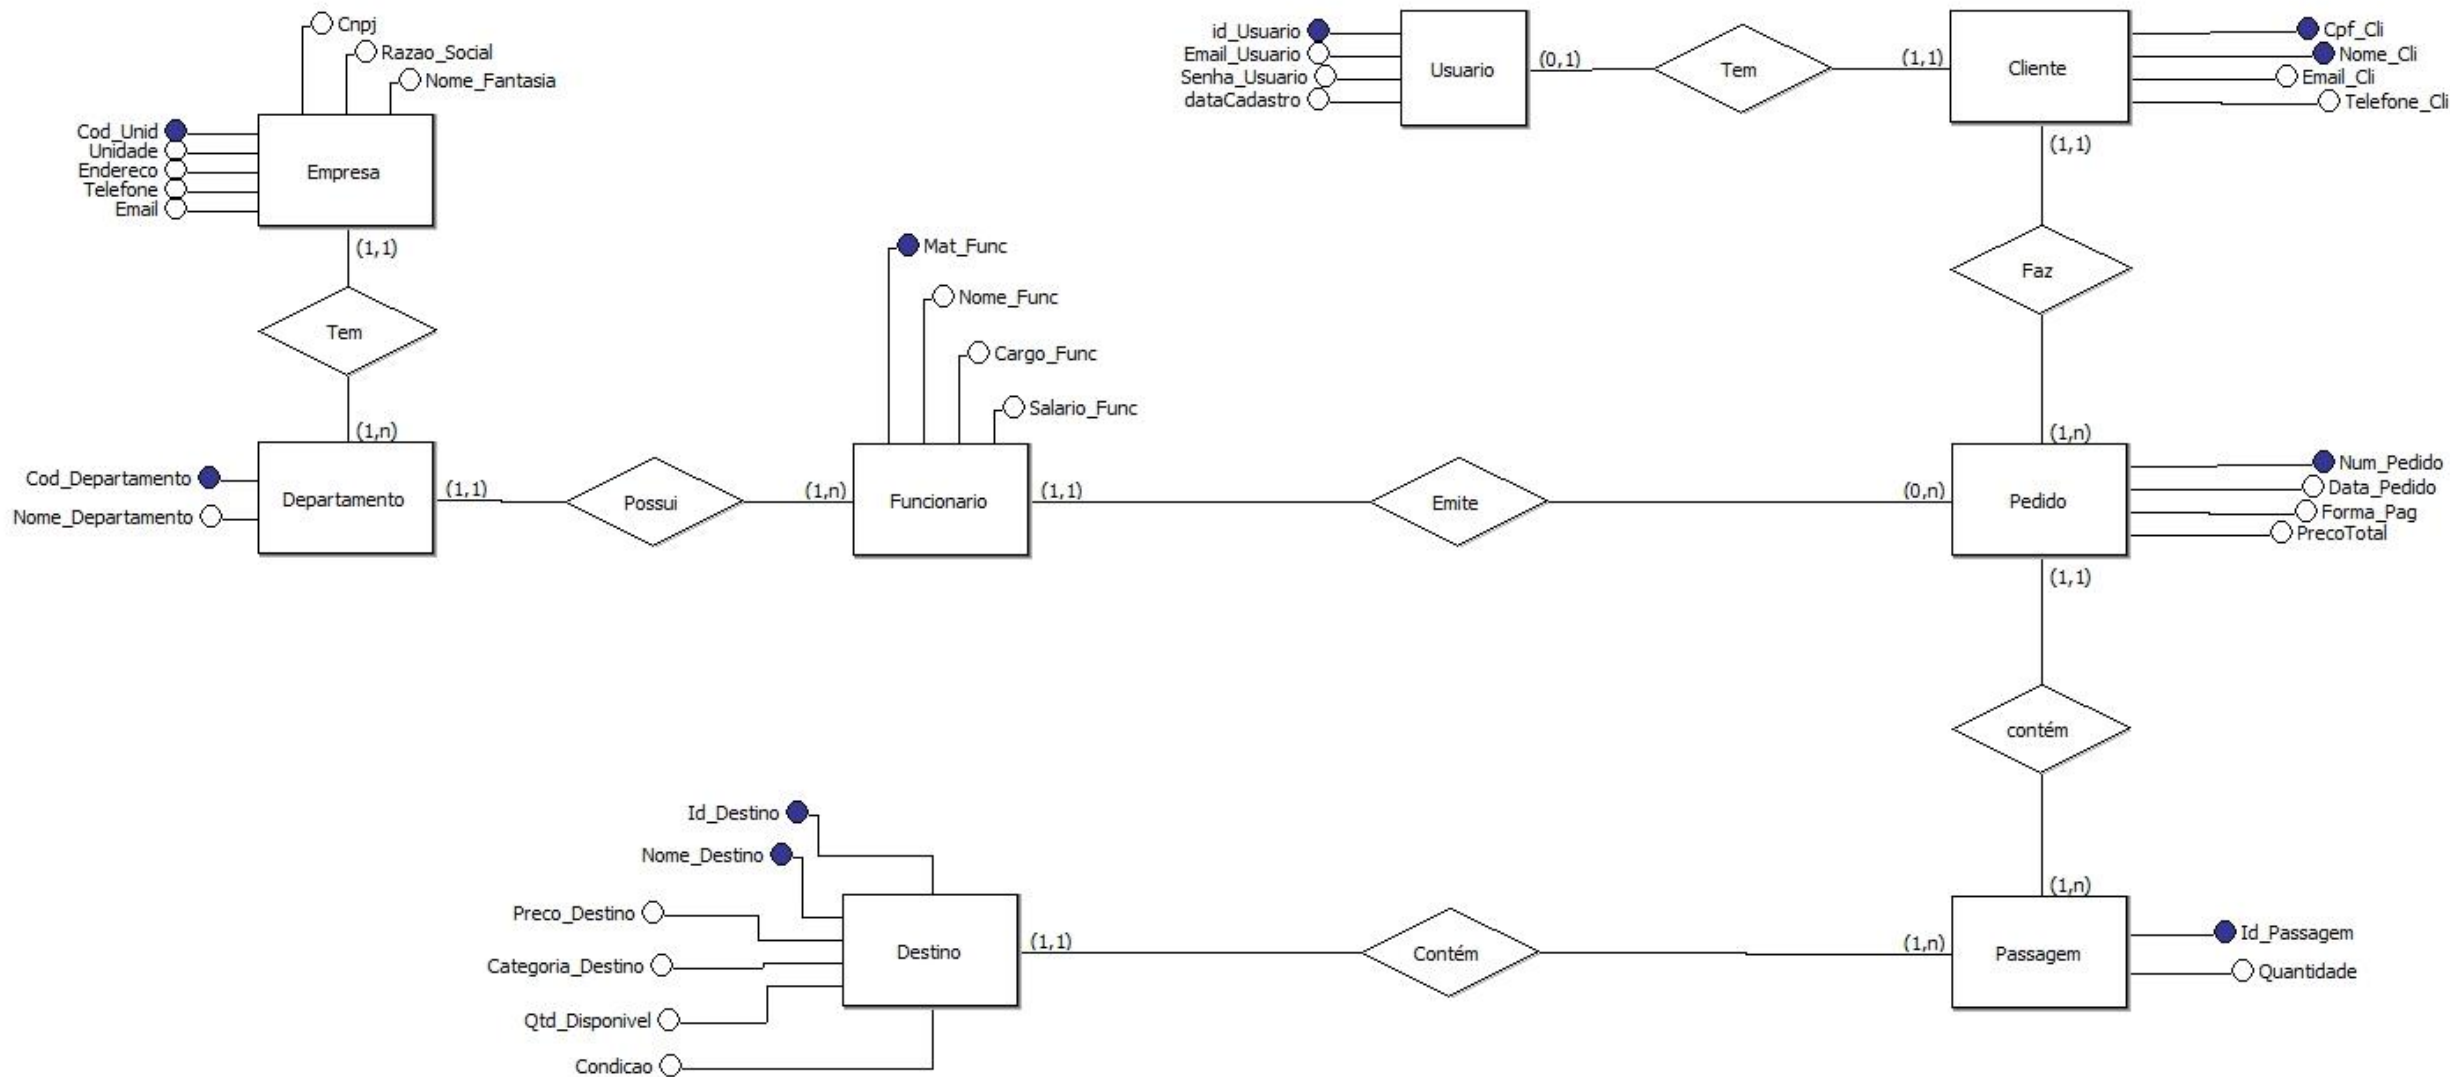 Cnpj
Razao_Social
Nome_Fantasia
Cod_Unid
Unidade
Endereco
Telefone
Email
Empresa
(1,1)
Tem
(1,n)
Cod_Departamento
Nome_Departamento
Departamento
(1,1)
Possui
(1,n)
Mat_Func
Nome_Func
Cargo_Func
Salario_Func
Funcionario
(1,1)
Emite
(0,n)
id_Usuario
Email_Usuario
Senha_Usuario
dataCadastro
Usuario
(0,1)
Tem
(1,1)
Cliente
Cpf_Cli
Nome_Cli
Email_Cli
Telefone_Cli
(1,1)
Faz
(1,n)
Pedido
Num_Pedido
Data_Pedido
Forma_Pag
PrecoTotal
(1,1)
contém
(1,n)
Id_Destino
Nome_Destino
Preco_Destino
Categoria_Destino
Qtd_Disponivel
Condicao
Destino
(1,1)
Contém
(1,n)
Passagem
Id_Passagem
Quantidade